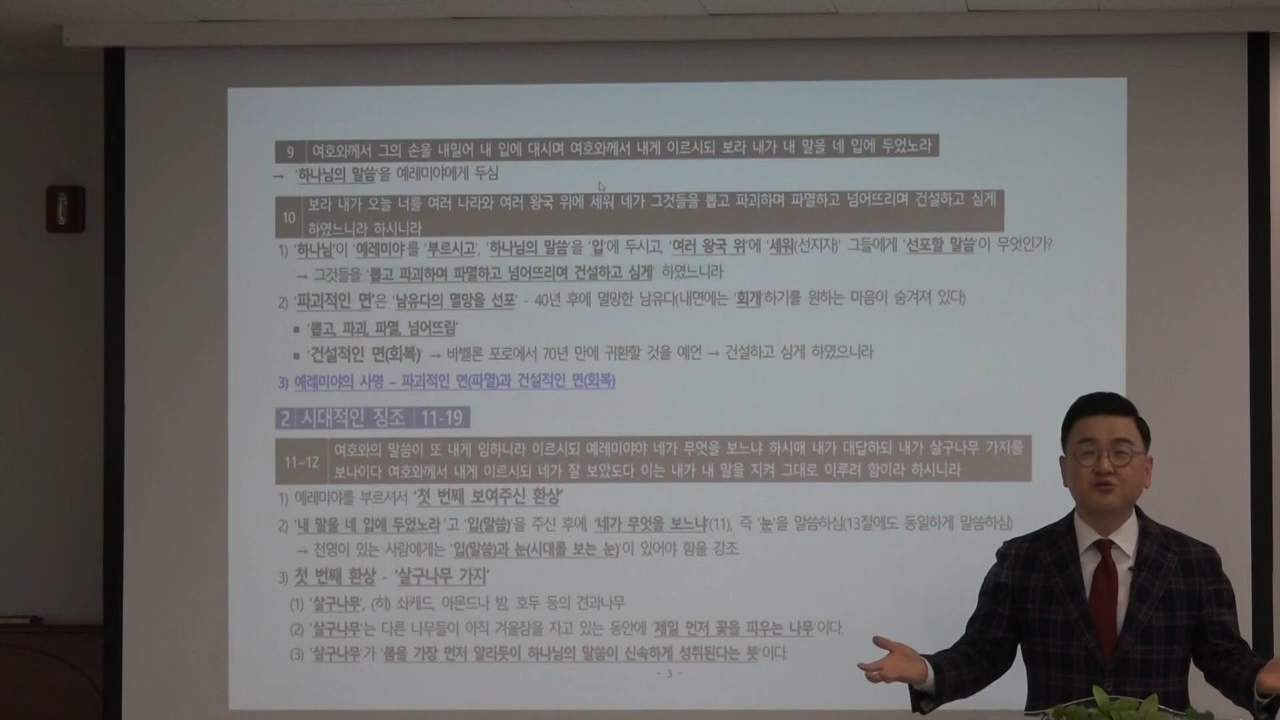 9 여호와께서 그의 손을 내밀어 내 입에 대시며 여호와께서 내게 이르시되 보라 내가 내 말을 네 입에 두었노라
→ '하나님의 말씀'을 예레미야에게 두심
10 보라 내가 오늘 너를 여러 나라와 여러 왕국 위에 세워 네가 그것들을 뽑고 파괴하며 파멸하고 넘어뜨리며 건설하고 심게
하였느니라 하시니라
1) '하나님'이 '예레미야'를 '부르시고', '하나님의 말씀'을 '입'에 두시고, '여러 왕국 위'에 '세워(선지자)' 그들에게 '선포할 말씀'이 무엇인가?
→ 그것들을 '뽑고 파괴하며 파멸하고 넘어뜨리며 건설하고 심게' 하였느니라
2) '파괴적인 면'은 '남유다의 멸망을 선포' - 40년 후에 멸망한 남유다(내면에는 '회개'하기를 원하는 마음이 숨겨져 있다)
▪ '뽑고, 파괴, 파멸, 넘어뜨림'
▪ '건설적인 면(회복)' → 바벨론 포로에서 70년 만에 귀환할 것을 예언 → 건설하고 심게 하였으니라
3) 예레미야의 사명 – 파괴적인 면(파멸)과 건설적인 면(회복)
2 시대적인 징조 11-19
11–12 여호와의 말씀이 또 내게 임하니라 이르시되 예레미야야 네가 무엇을 보느냐 하시매 내가 대답하되 내가 살구나무 가지를
보나이다 여호와께서 내게 이르시되 네가 잘 보았도다 이는 내가 내 말을 지켜 그대로 이루려 함이라 하시니라
1) 예레미야를 부르셔서 '첫 번째 보여주신 환상'
2) '내 말을 네 입에 두었노라'고 '입(말씀)'을 주신 후에 '네가 무엇을 보느냐'(11), 즉 '눈'을 말씀하심(13절에도 동일하게 말씀하심)
→ 천명이 있는 사람에게는 '입(말씀)과 눈(시대를 보는 눈)'이 있어야 함을 강조
3) 첫 번째 환상 - '살구나무 가지'
(1) '살구나무', (히) 솨케드, 아몬드나 밤, 호두 등의 견과나무
(2) '살구나무'는 다른 나무들이 아직 겨울잠을 자고 있는 동안에 '제일 먼저 꽃을 피우는 나무'이다.
(3) '살구나무'가 '봄을 가장 먼저 알리듯이 하나님의 말씀이 신속하게 성취된다는 뜻'이다.
- 3 -